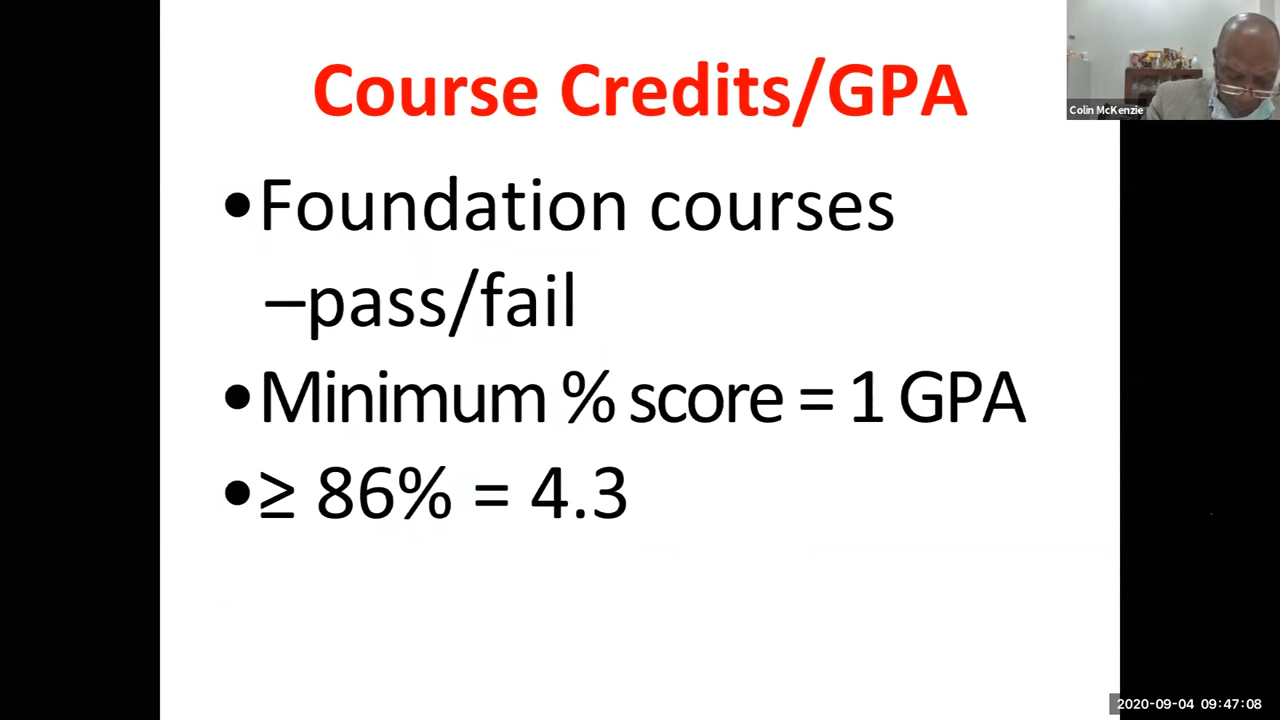 Course Credits/GPA
•Foundation courses
–pass/fail
•Minimum % score = 1 GPA
•≥ 86% = 4.3
Colin McKenzie
2020-09-04 09:47:08